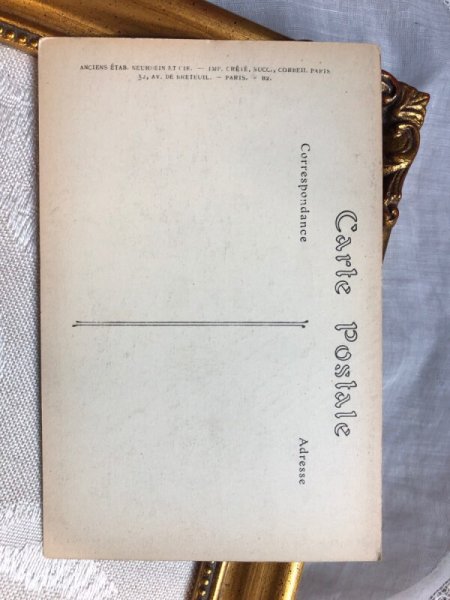 ANCIENS ÉTAB. NEURDEIN ET CIE. — IMP. CRÉTÉ, SUCC., CORBEIL-PARIS
52, AV. DE BRETEUIL. — PARIS. — B2.
Carte Postale
Correspondance
Adresse